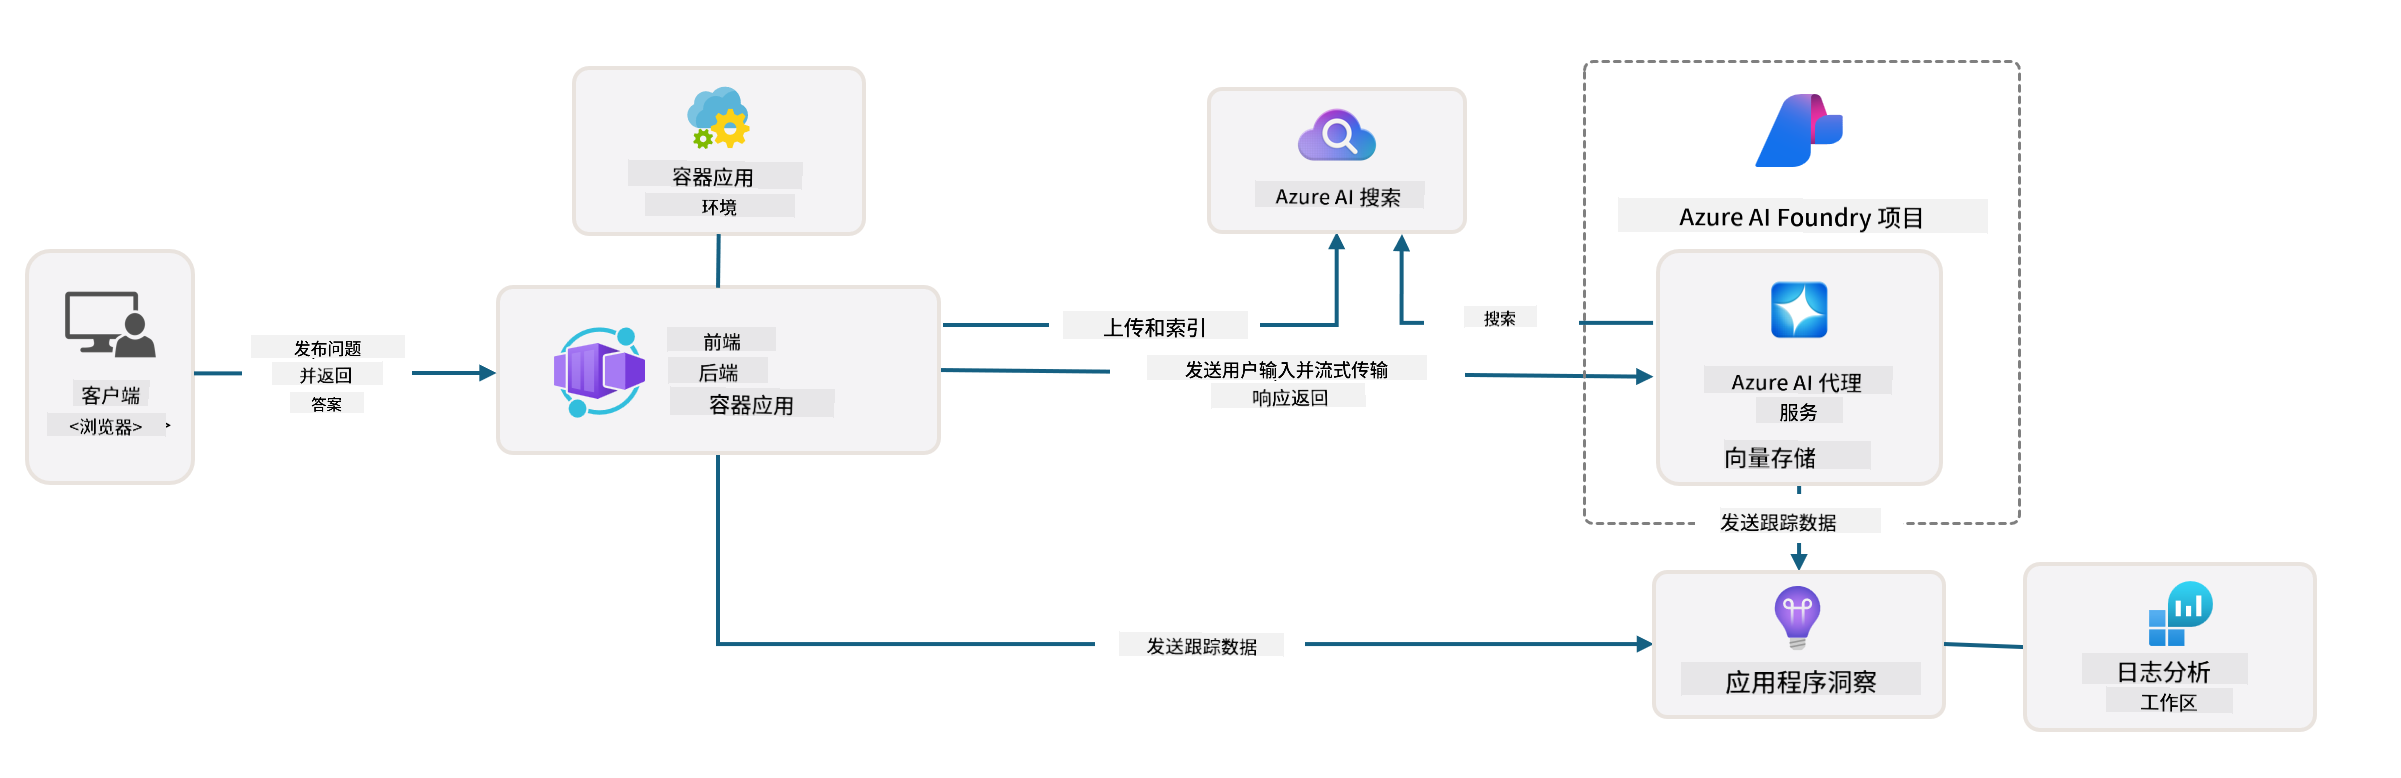 容器应用
环境
Azure AI 搜索
Azure AI Foundry 项目
客户端
<浏览器>
发布问题
并返回
答案
前端
后端
容器应用
上传和索引
搜索
发送用户输入并流式传输
响应返回
Azure AI 代理
服务
向量存储
发送跟踪数据
发送跟踪数据
应用程序洞察
日志分析
工作区